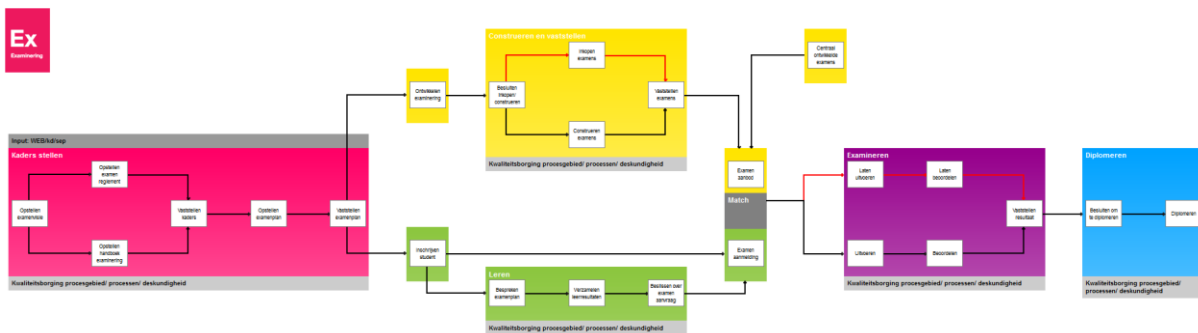 Ex
Examinering
Input: WEB/kd/sap
Kaders stellen
Opstellen
examenvisie
Opstellen
examen
reglement
Opstellen
handboek
examinering
Vaststellen
kaders
Opstellen
examenplan
Vaststellen
examenplan
Kwaliteitsborging procesgebied/ processen/ deskundigheid
Ontwikkelen
examinering
Construeren en vaststellen
Besluiten
inkopen/
construeren
Inkopen
examens
Construeren
examens
Vaststellen
examens
Kwaliteitsborging procesgebied/ processen/ deskundigheid
Centraal
ontwikkelde
examens
Inschrijven
student
Leren
Bespreken
examenplan
Verzamelen
leerresultaten
Beslissen over
examen
aanvraag
Kwaliteitsborging procesgebied/ processen/ deskundigheid
Examen
aanbod
Match
Examen
aanmelding
Examineren
Laten
uitvoeren
Laten
beoordelen
Vaststellen
resultaat
Uitvoeren
Beoordelen
Kwaliteitsborging procesgebied/ processen/ deskundigheid
Diplomeren
Besluiten om
te diplomeren
Diplomeren
Kwaliteitsborging procesgebied/
processen/ deskundigheid